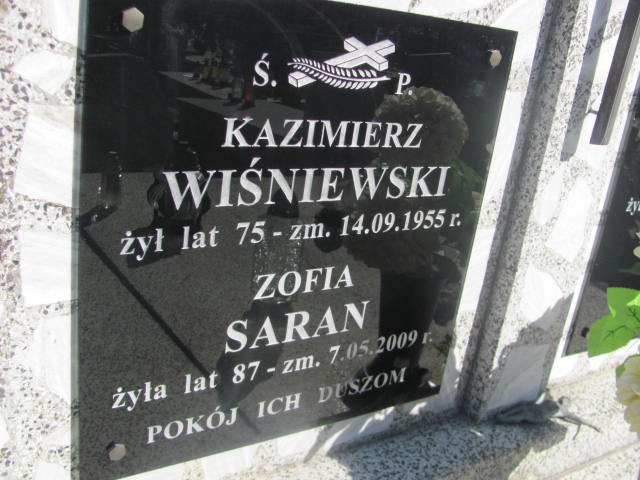 Ś. P.
KAZIMIERZ
WIŚNIEWSKI
żył lat 75 - zm. 14.09.1955 r.
ZOFIA
SARAN
żyła lat 87 - zm. 7.05.2009 r.
POKÓJ ICH DUSZOM